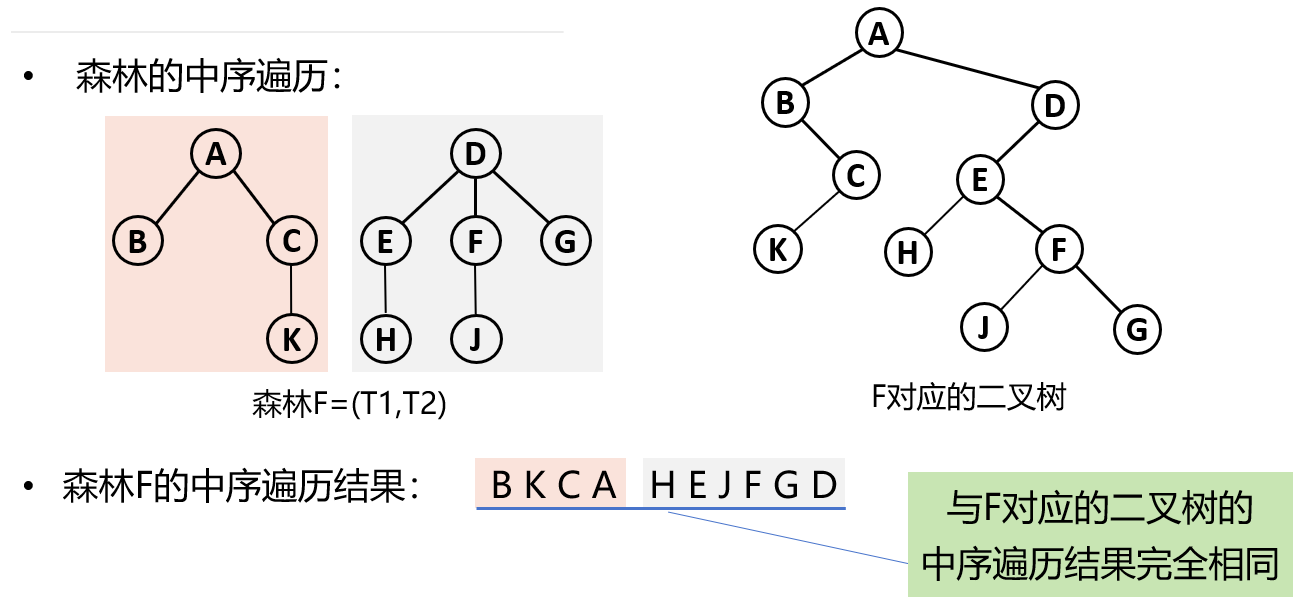 • 森林的中序遍历：
A
B C
K
D
E F G
H J
森林F=(T1,T2)
A
B D
C E
K H F
J G
F对应的二叉树
• 森林F的中序遍历结果： B K C A H E J F G D
与F对应的二叉树的
中序遍历结果完全相同